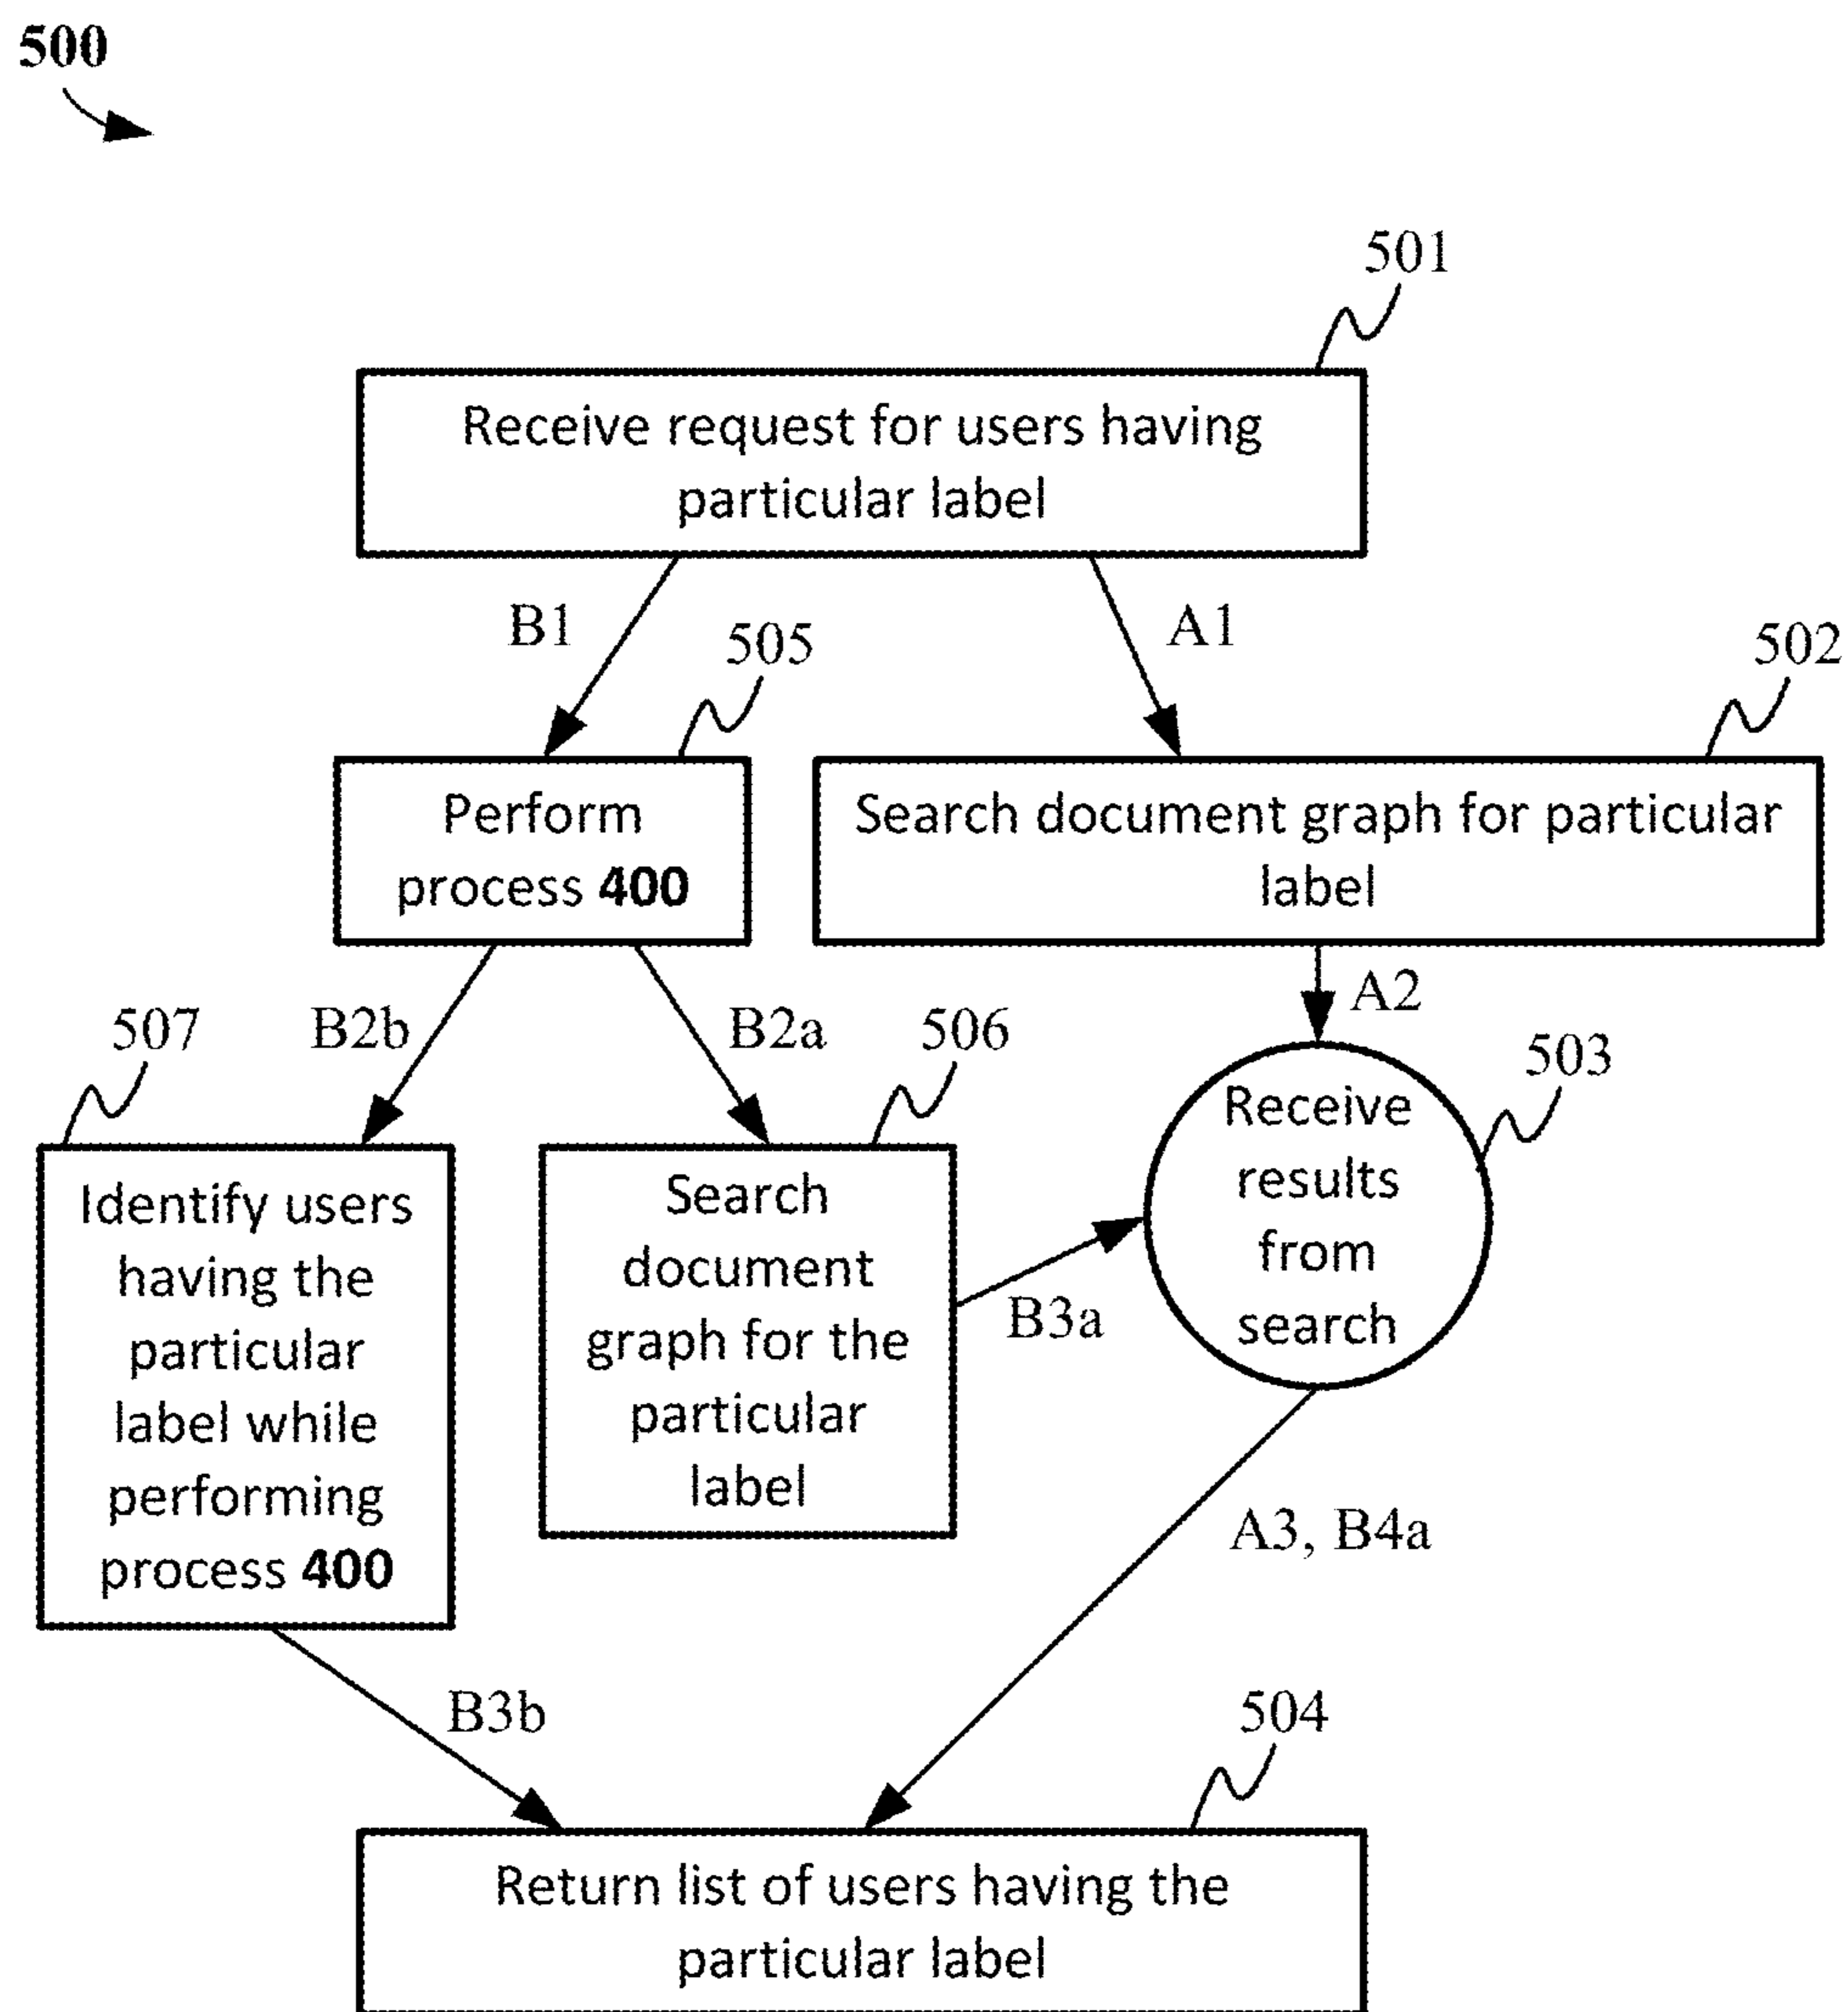 500
501
Receive request for users having
particular label
B1
A1
505
502
Perform
process 400
Search document graph for particular
label
A2
507
B2b
B2a
506
503
Identify users
having the
particular
label while
performing
process 400
Search
document
graph for the
particular
label
Receive
results
from
search
B3a
A3, B4a
B3b
504
Return list of users having the
particular label